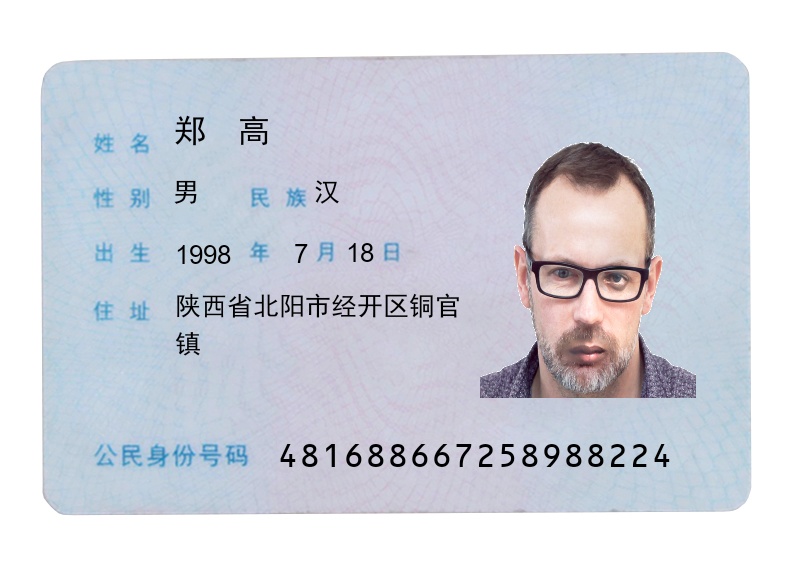 姓名 郑 高
性别 男 民族 汉
出生 1998 年 7 月 18 日
住址 陕西省北阳市经开区铜官
镇
公民身份号码 481688667258988224